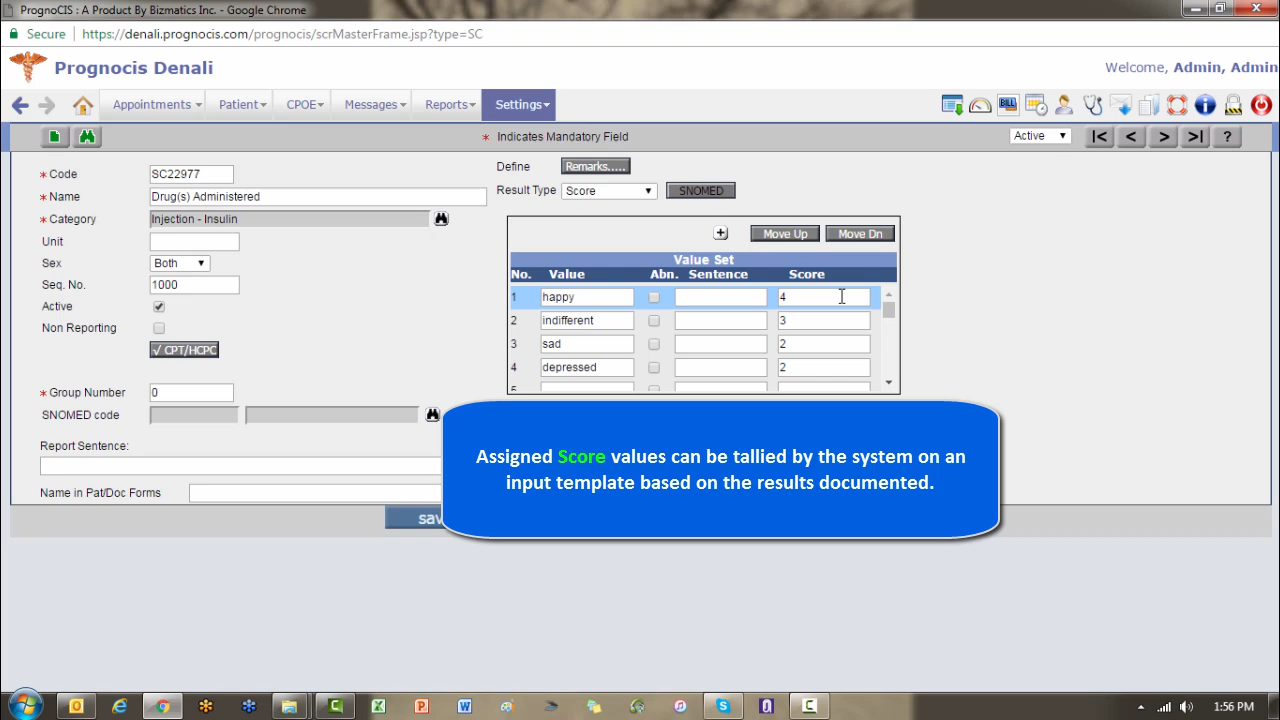 PrognoCIS : A Product By Bizmatics Inc. - Google Chrome
Secure https://denali.prognocis.com/prognocis/scrMasterFrame.jsp?type=SC
Prognocis Denali
Welcome, Admin, Admin
Appointments Patient CPOE Messages Reports Settings
BILL
* Indicates Mandatory Field
Active
?
* Code SC22977
* Name Drug(s) Administered
* Category Injection - Insulin
Unit
Sex Both
Seq. No. 1000
Active
Non Reporting
√ CPT/HCPC
* Group Number 0
SNOMED code
Report Sentence:
Name in Pat/Doc Forms
Define Remarks.....
Result Type Score SNOMED
+ Move Up Move Dn
Value Set
No. Value Abn. Sentence Score
1 happy 4
2 indifferent 3
3 sad 2
4 depressed 2
5
sav
Assigned Score values can be tallied by the system on an
input template based on the results documented.
1:56 PM